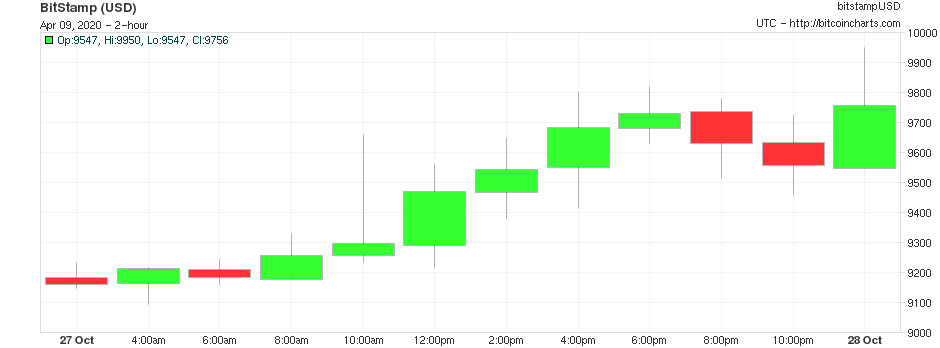 BitStamp (USD)
bitstampUSD
Apr 09, 2020 - 2-hour
UTC - http://bitcoincharts.com
Op:9547, Hi:9950, Lo:9547, Cl:9756
10000
9900
9800
9700
9600
9500
9400
9300
9200
9100
9000
27 Oct 4:00am 6:00am 8:00am 10:00am 12:00pm 2:00pm 4:00pm 6:00pm 8:00pm 10:00pm 28 Oct